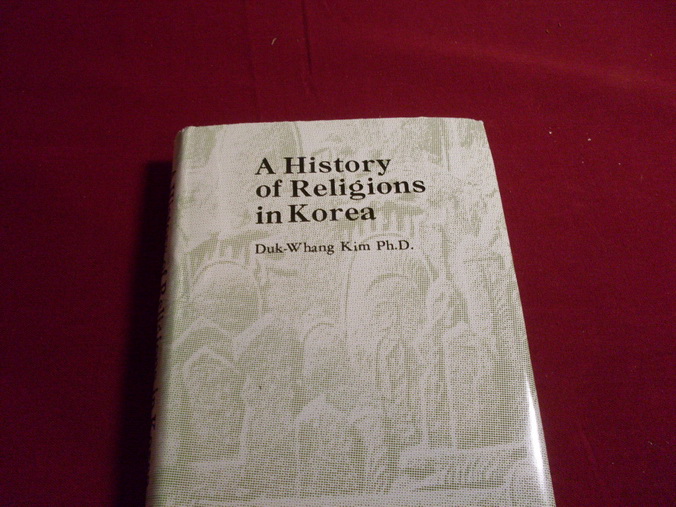 A History
of Religions
in Korea
Duk-Whang Kim Ph.D.